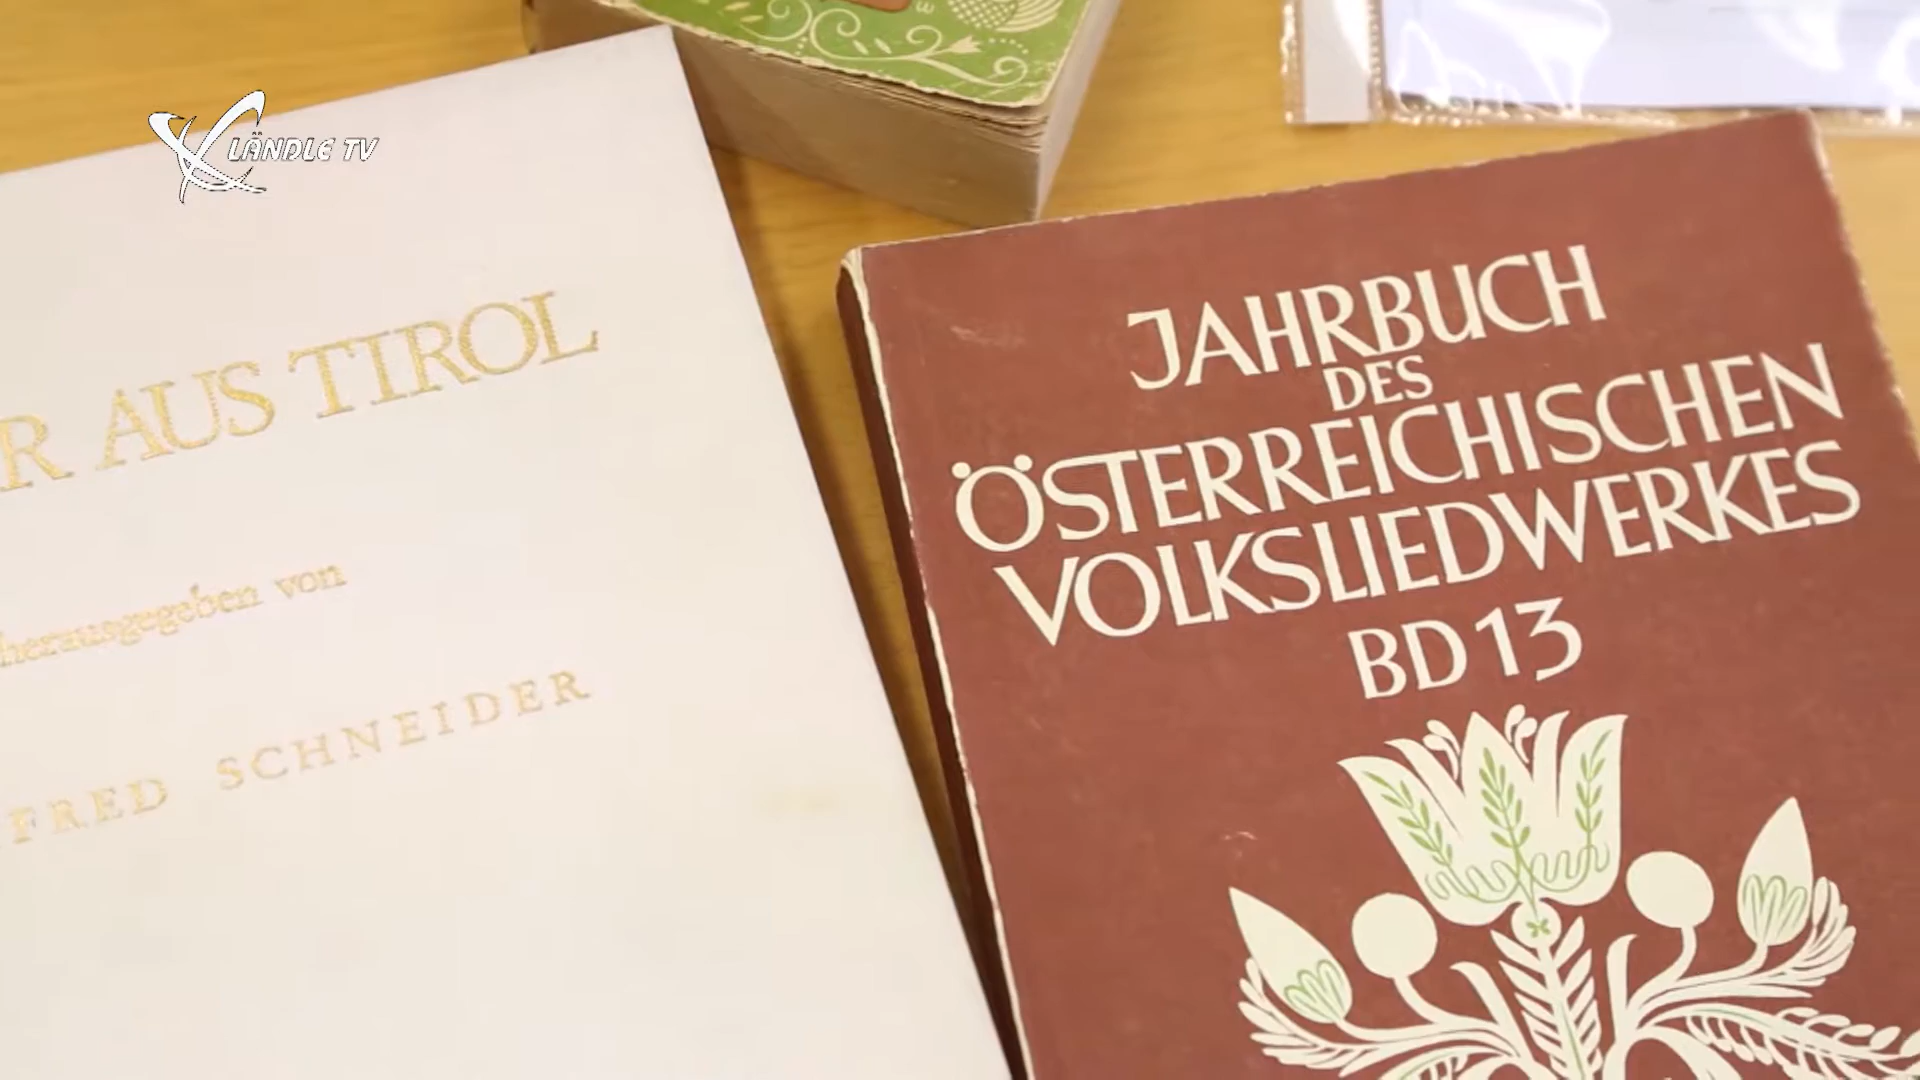 LÄNDLE TV
R AUS TIROL
herausgegeben von
FRED SCHNEIDER
JAHRBUCH
DES
ÖSTERREICHISCHEN
VOLKSLIEDWERKES
BD 13